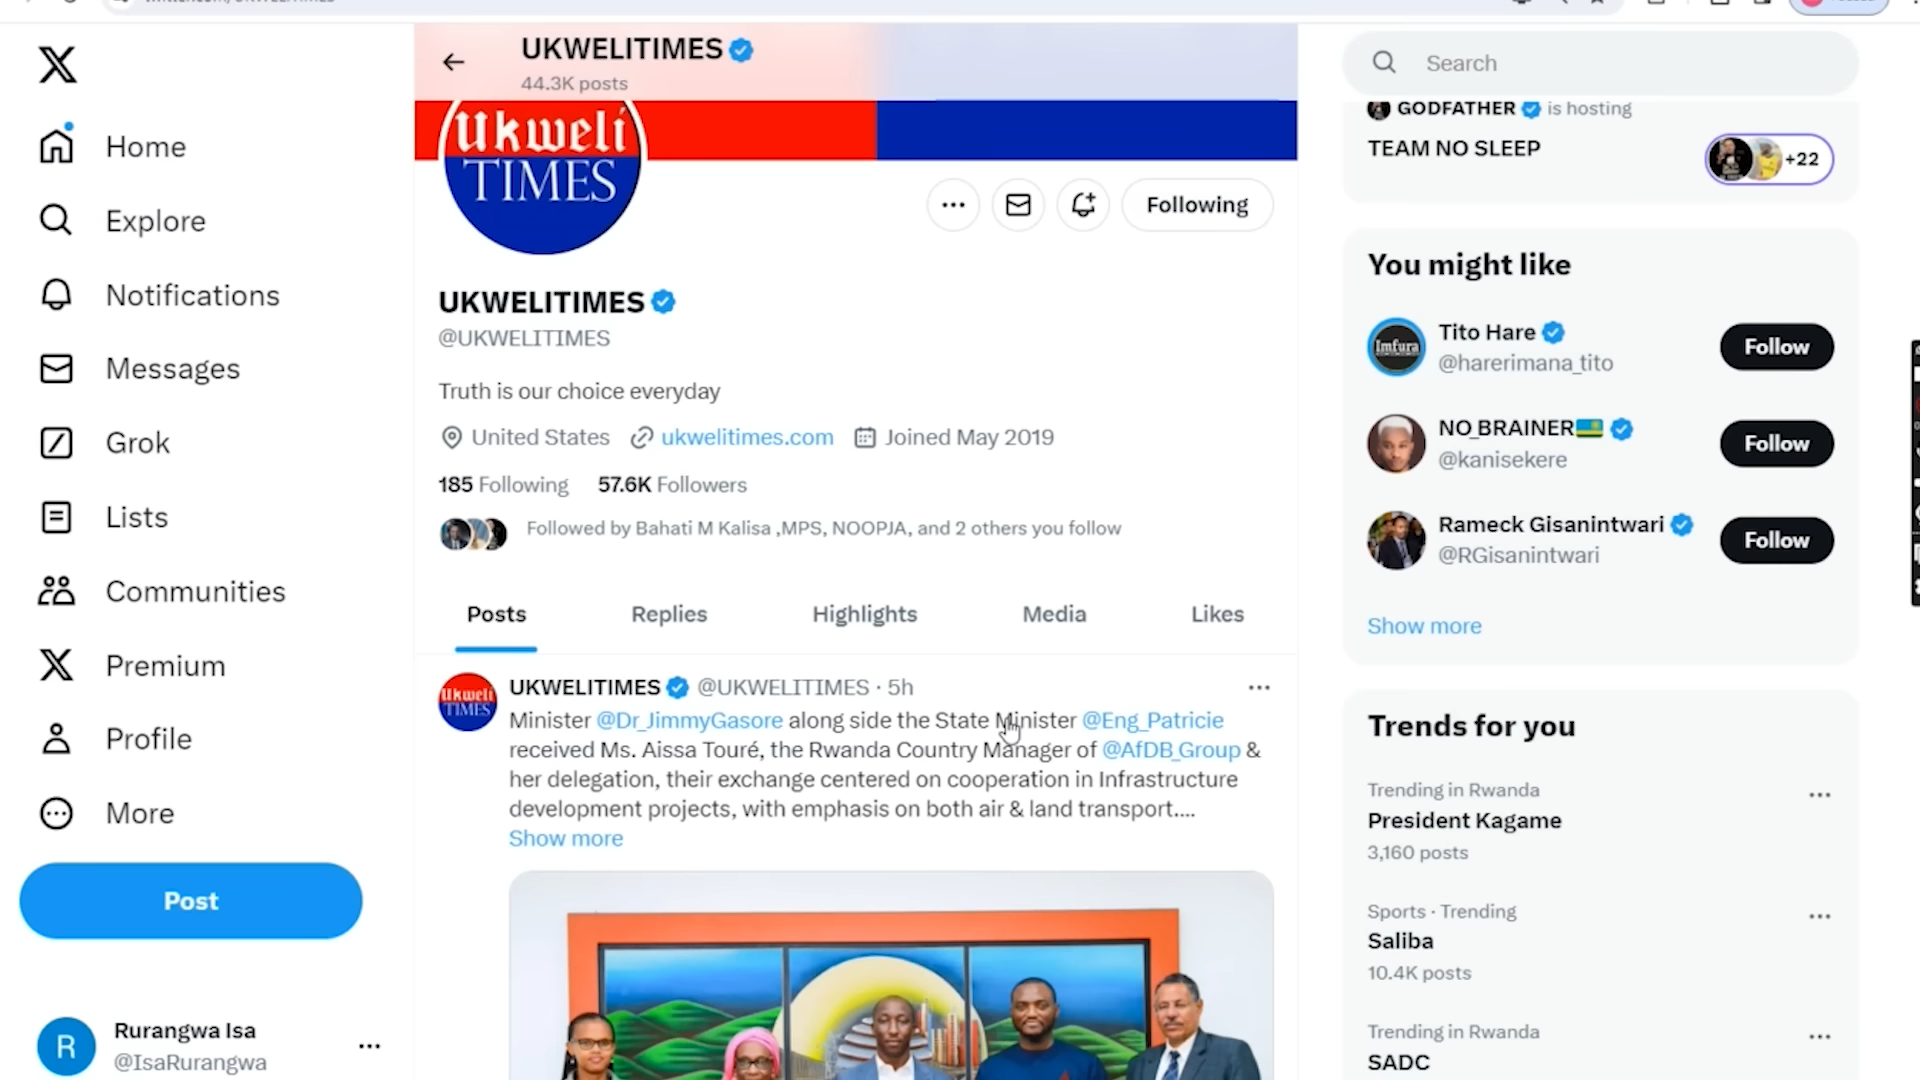 UKWELITIMES
44.3K posts
Search
GODFATHER is hosting
TEAM NO SLEEP
+22
Ukweli
TIMES
Home
Explore
Notifications
Messages
Grok
Lists
Communities
Premium
Profile
More
Post
Rurangwa Isa
@IsaRurangwa
R
Following
UKWELITIMES
@UKWELITIMES
Truth is our choice everyday
United States ukwelitimes.com Joined May 2019
185 Following 57.6K Followers
Followed by Bahati M Kalisa ,MPS, NOOPJA, and 2 others you follow
Posts Replies Highlights Media Likes
Ukweli
TIMES
UKWELITIMES @UKWELITIMES · 5h
Minister @Dr_JimmyGasore along side the State Minister @Eng_Patricie
received Ms. Aissa Touré, the Rwanda Country Manager of @AfDB_Group &
her delegation, their exchange centered on cooperation in Infrastructure
development projects, with emphasis on both air & land transport....
Show more
You might like
Imfura
Tito Hare
@harerimana_tito
Follow
NO_BRAINER
@kanisekere
Follow
Rameck Gisanintwari
@RGisanintwari
Follow
Show more
Trends for you
Trending in Rwanda
President Kagame
3,160 posts
Sports · Trending
Saliba
10.4K posts
Trending in Rwanda
SADC